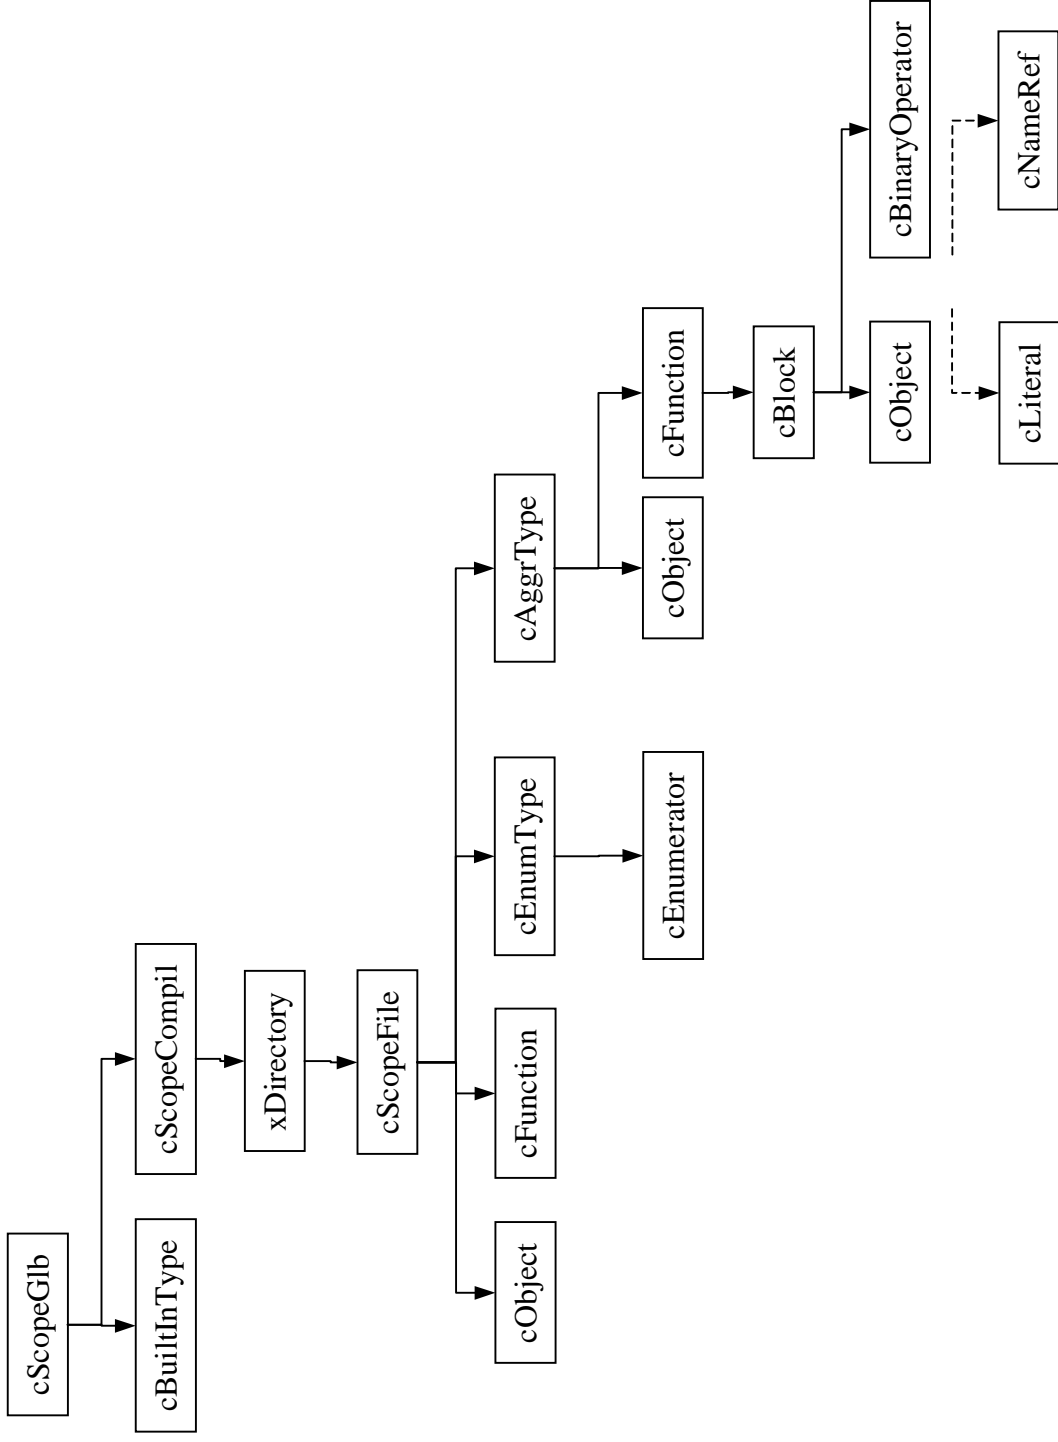 cScopeGlb
cBuiltInType
cScopeCompil
xDirectory
cScopeFile
cObject
cFunction
cEnumType
cAggrType
cEnumerator
cObject
cFunction
cBlock
cObject
cBinaryOperator
cLiteral
cNameRef